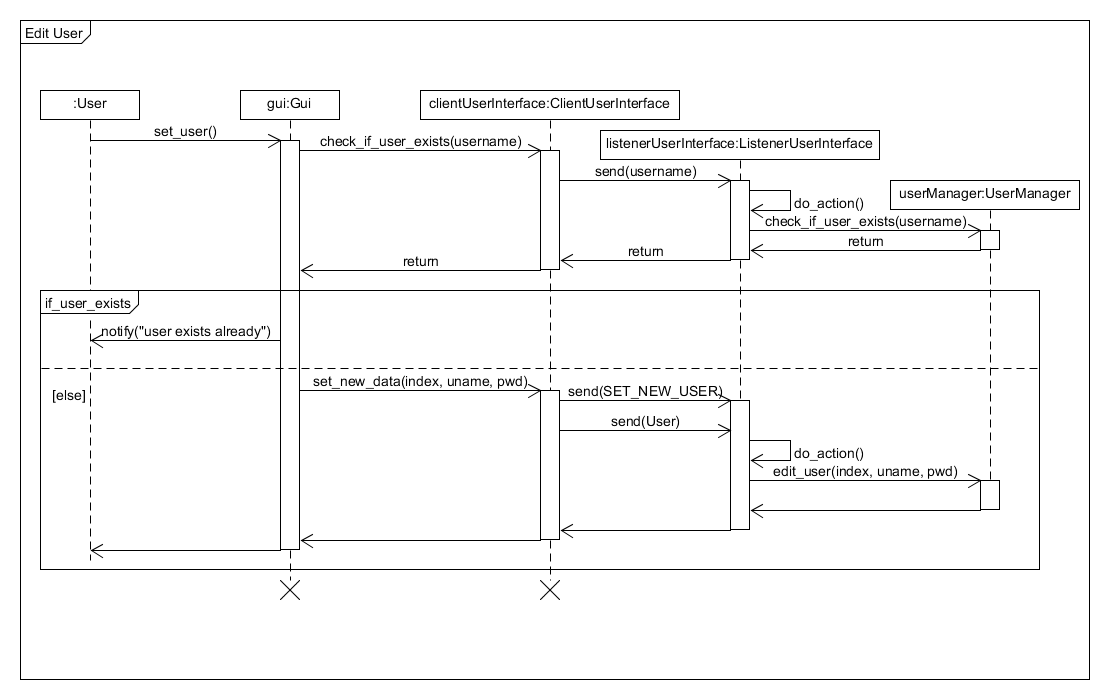 Edit User
:User
gui:Gui
clientUserInterface:ClientUserInterface
set_user()
check_if_user_exists(username)
listenerUserInterface:ListenerUserInterface
send(username)
userManager:UserManager
do_action()
check_if_user_exists(username)
return
return
return
if_user_exists
notify("user exists already")
[else]
set_new_data(index, uname, pwd)
send(SET_NEW_USER)
send(User)
do_action()
edit_user(index, uname, pwd)